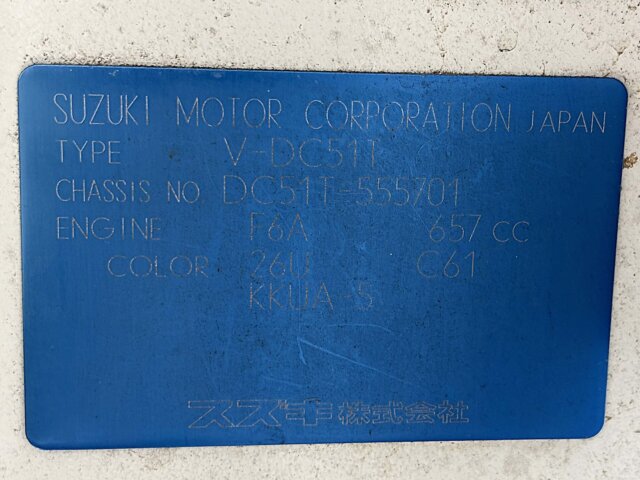 SUZUKI MOTOR CORPORATION JAPAN
TYPE V-DC51T
CHASSIS NO. DC51T-555701
ENGINE F6A 657 CC
COLOR 26U C61
KKUA-5
スズキ株式会社